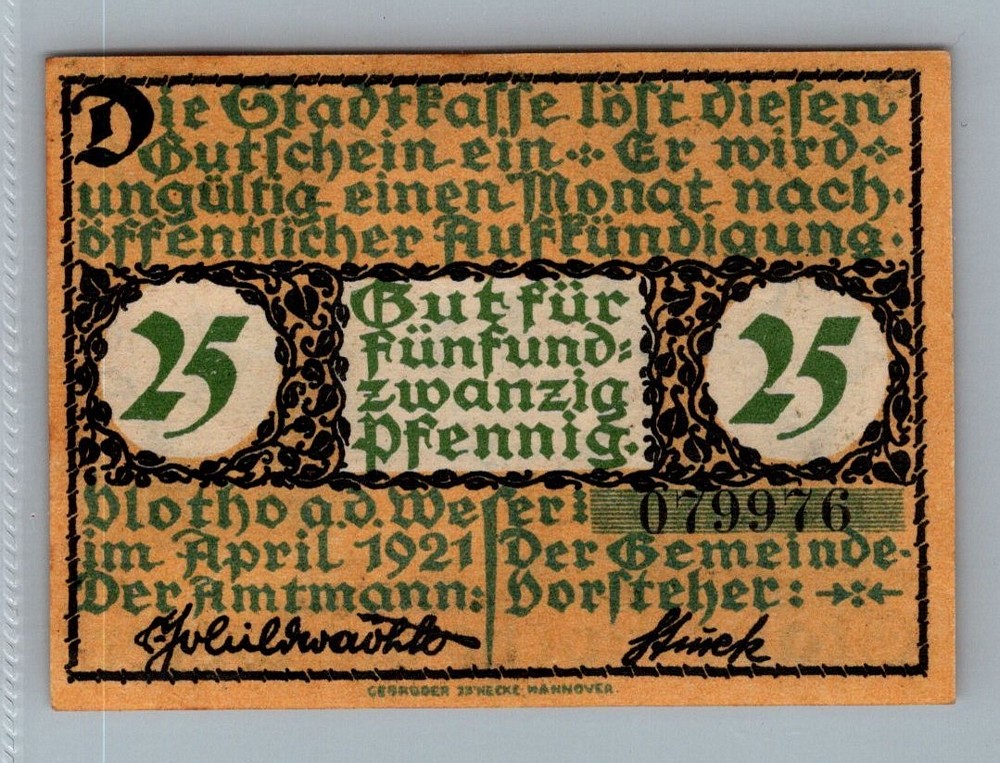 Die Stadtkasse löst diesen
Gutschein ein Er wird
ungültig einen Monat nach
öffentlicher Aufkündigung.
25
Gut für
fünfund=
zwanzig
Pfennig.
25
Vlotho a.d. Weser:
079976
im April 1921 Der Gemeinde-
Der Amtmann: Vorsteher:
Stuck
GEBRÜDER JÄNECKE HANNOVER.